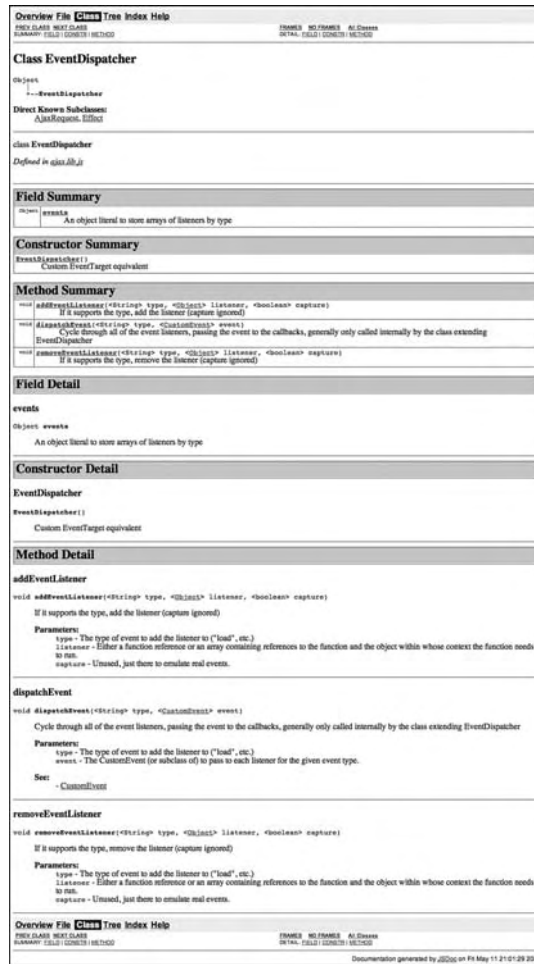 Overview File Class Tree Index Help
PREV CLASS NEXT CLASS FRAMES NO FRAMES All Classes
SUMMARY: FIELD | CONSTR | METHOD DETAIL: FIELD | CONSTR | METHOD
Class EventDispatcher
Object
|
+--EventDispatcher
Direct Known Subclasses:
AjaxRequest, Effect
class EventDispatcher
Defined in ajax.lib.js
Field Summary
Object events
An object literal to store arrays of listeners by type
Constructor Summary
EventDispatcher()
Custom EventTarget equivalent
Method Summary
void addEventListener(<String> type, <Object> listener, <boolean> capture)
If it supports the type, add the listener (capture ignored)
void dispatchEvent(<String> type, <CustomEvent> event)
Cycle through all of the event listeners, passing the event to the callbacks, generally only called internally by the class extending
EventDispatcher
void removeEventListener(<String> type, <Object> listener, <boolean> capture)
If it supports the type, remove the listener (capture ignored)
Field Detail
events
Object events
An object literal to store arrays of listeners by type
Constructor Detail
EventDispatcher
EventDispatcher()
Custom EventTarget equivalent
Method Detail
addEventListener
void addEventListener(<String> type, <Object> listener, <boolean> capture)
If it supports the type, add the listener (capture ignored)
Parameters:
type - The type of event to add the listener to ("load", etc.)
listener - Either a function reference or an array containing references to the function and the object within whose context the function needs
to run.
capture - Unused, just there to emulate real events.
dispatchEvent
void dispatchEvent(<String> type, <CustomEvent> event)
Cycle through all of the event listeners, passing the event to the callbacks, generally only called internally by the class extending EventDispatcher
Parameters:
type - The type of event to add the listener to ("load", etc.)
event - The CustomEvent (or subclass of) to pass to each listener for the given event type.
See:
- CustomEvent
removeEventListener
void removeEventListener(<String> type, <Object> listener, <boolean> capture)
If it supports the type, remove the listener (capture ignored)
Parameters:
type - The type of event to add the listener to ("load", etc.)
listener - Either a function reference or an array containing references to the function and the object within whose context the function needs
to run.
capture - Unused, just there to emulate real events.
Overview File Class Tree Index Help
PREV CLASS NEXT CLASS FRAMES NO FRAMES All Classes
SUMMARY: FIELD | CONSTR | METHOD DETAIL: FIELD | CONSTR | METHOD
Documentation generated by JSDoc on Fri May 11 21:01:29 20